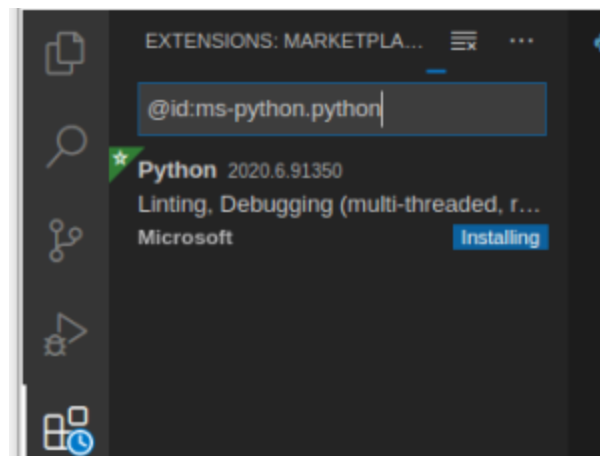 EXTENSIONS: MARKETPLA...
@id:ms-python.python
Python 2020.6.91350
Linting, Debugging (multi-threaded, r...
Microsoft Installing